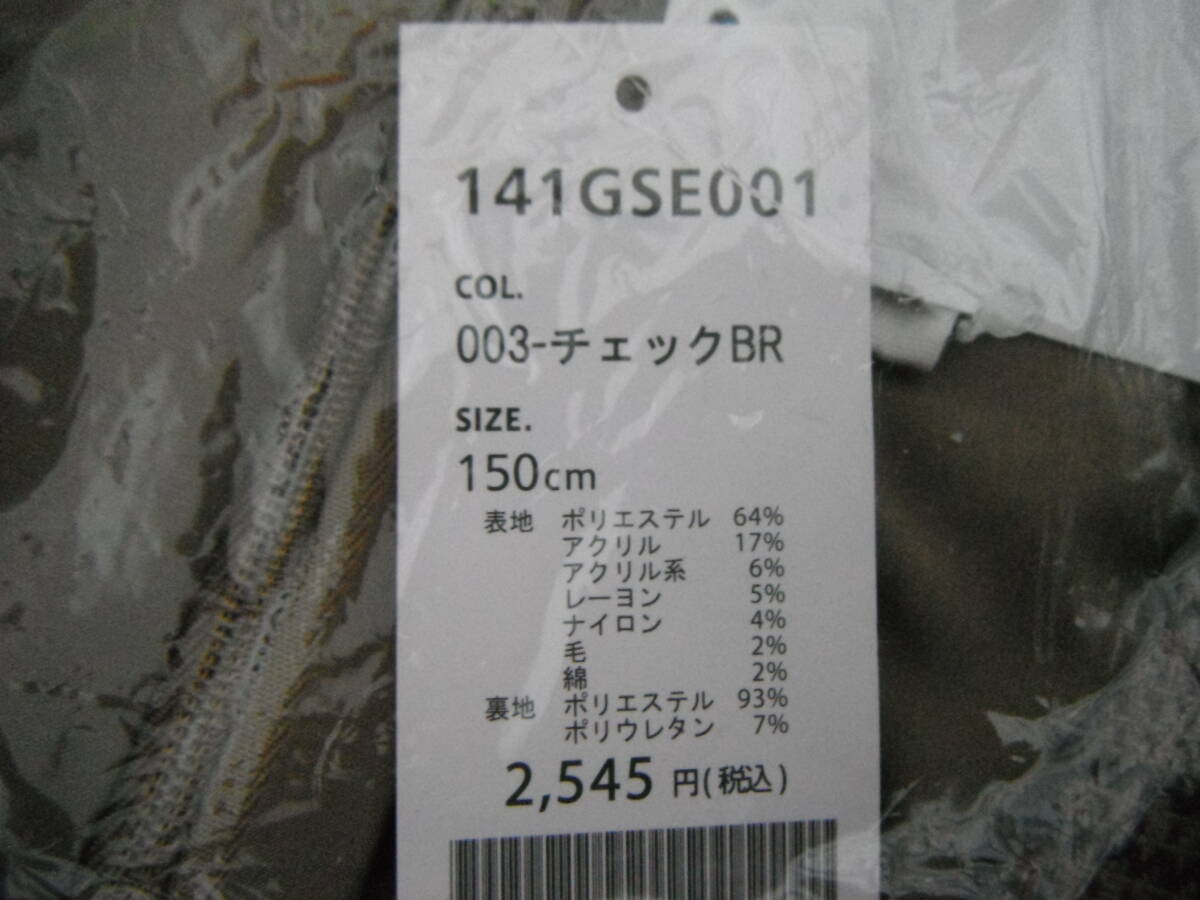 141GSE001
COL.
003-チェックBR
SIZE.
150cm
表地 ポリエステル 64%
アクリル 17%
アクリル系 6%
レーヨン 5%
ナイロン 4%
毛 2%
綿 2%
裏地 ポリエステル 93%
ポリウレタン 7%
2,545 円(税込)